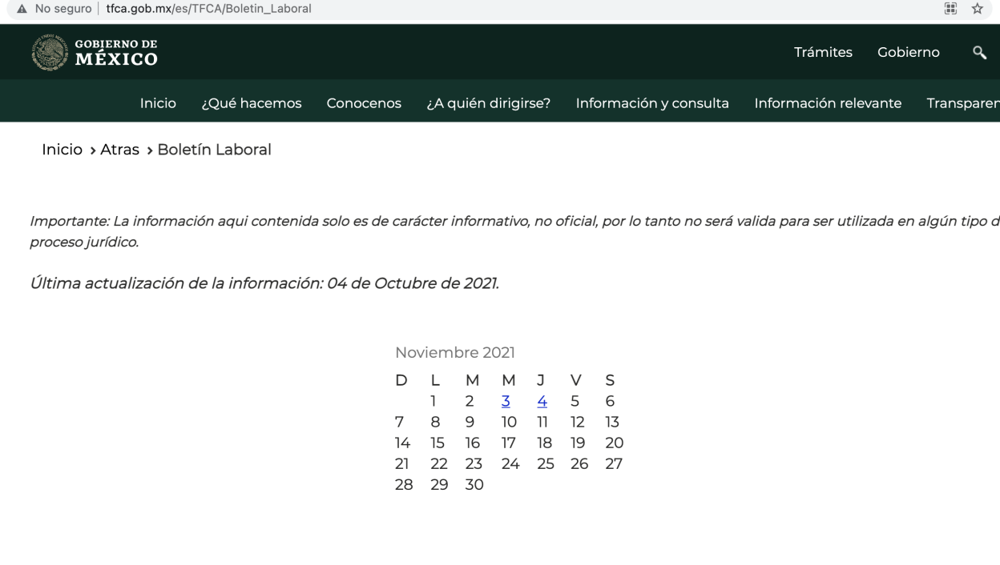 No seguro tfca.gob.mx/es/TFCA/Boletin_Laboral
GOBIERNO DE
MÉXICO
Trámites Gobierno
Inicio ¿Qué hacemos Conocenos ¿A quién dirigirse? Información y consulta Información relevante Transparen
Inicio > Atras > Boletín Laboral
Importante: La información aqui contenida solo es de carácter informativo, no oficial, por lo tanto no será valida para ser utilizada en algún tipo d
proceso jurídico.
Última actualización de la información: 04 de Octubre de 2021.
Noviembre 2021
D L M M J V S
1 2 3 4 5 6
7 8 9 10 11 12 13
14 15 16 17 18 19 20
21 22 23 24 25 26 27
28 29 30